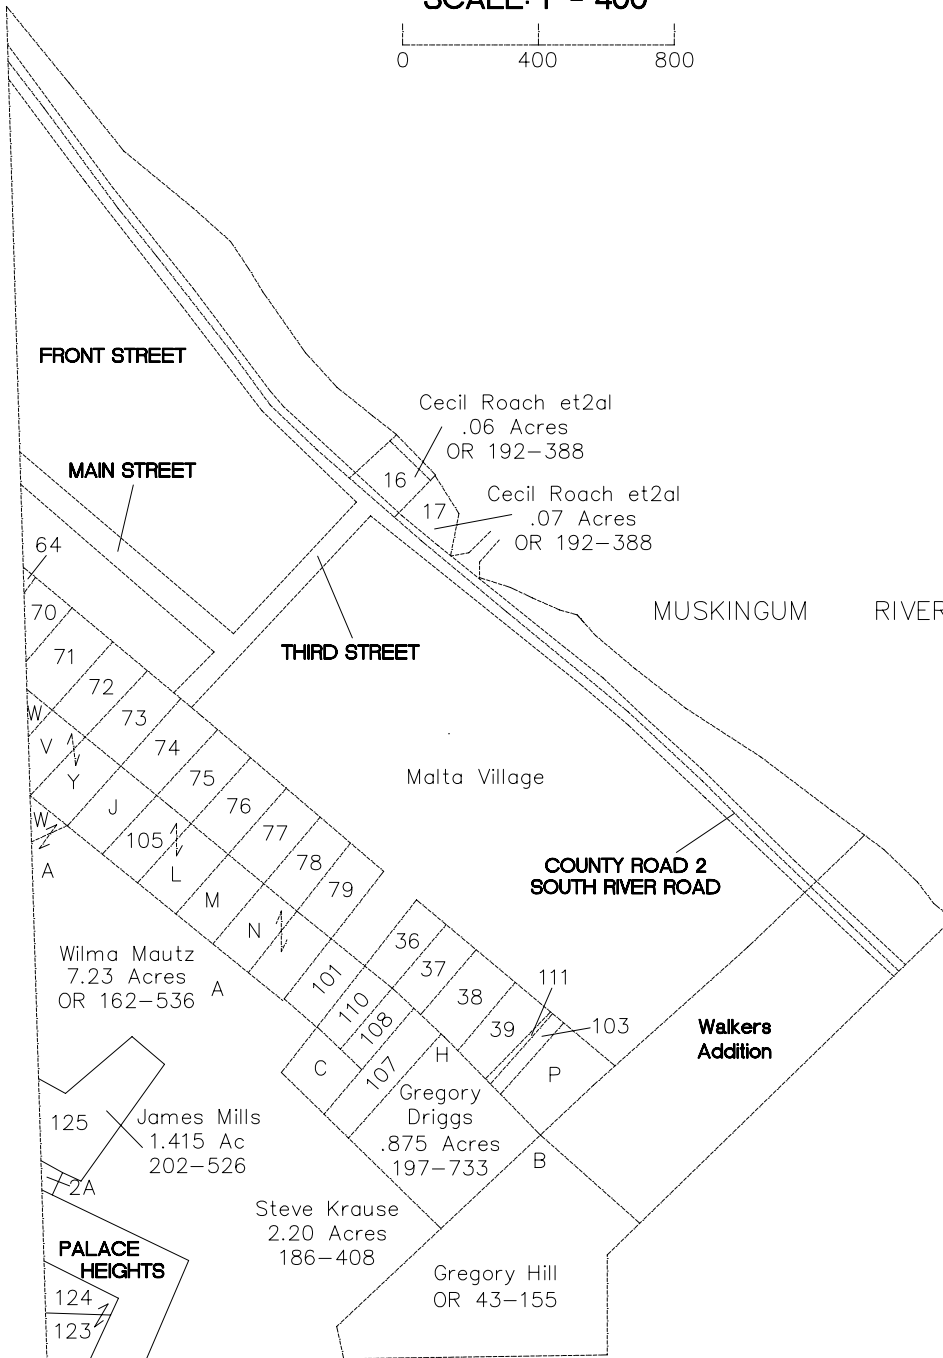 SCALE: 1" = 400'
0 400 800
FRONT STREET
Cecil Roach et2al
.06 Acres
OR 192-388
MAIN STREET
16
Cecil Roach et2al
.07 Acres
OR 192-388
17
64
70
MUSKINGUM RIVER
71
THIRD STREET
72
W
73
V
74
Y
75
Malta Village
J
76
W
105
77
COUNTY ROAD 2
SOUTH RIVER ROAD
78
A
L
79
M
N
36
Wilma Mautz
7.23 Acres
OR 162-536
A
37
101
111
38
110
108
39
103
Walkers
Addition
H
C
107
P
Gregory
Driggs
.875 Acres
197-733
125
James Mills
1.415 Ac
202-526
B
2A
Steve Krause
2.20 Acres
186-408
PALACE
HEIGHTS
Gregory Hill
OR 43-155
124
123